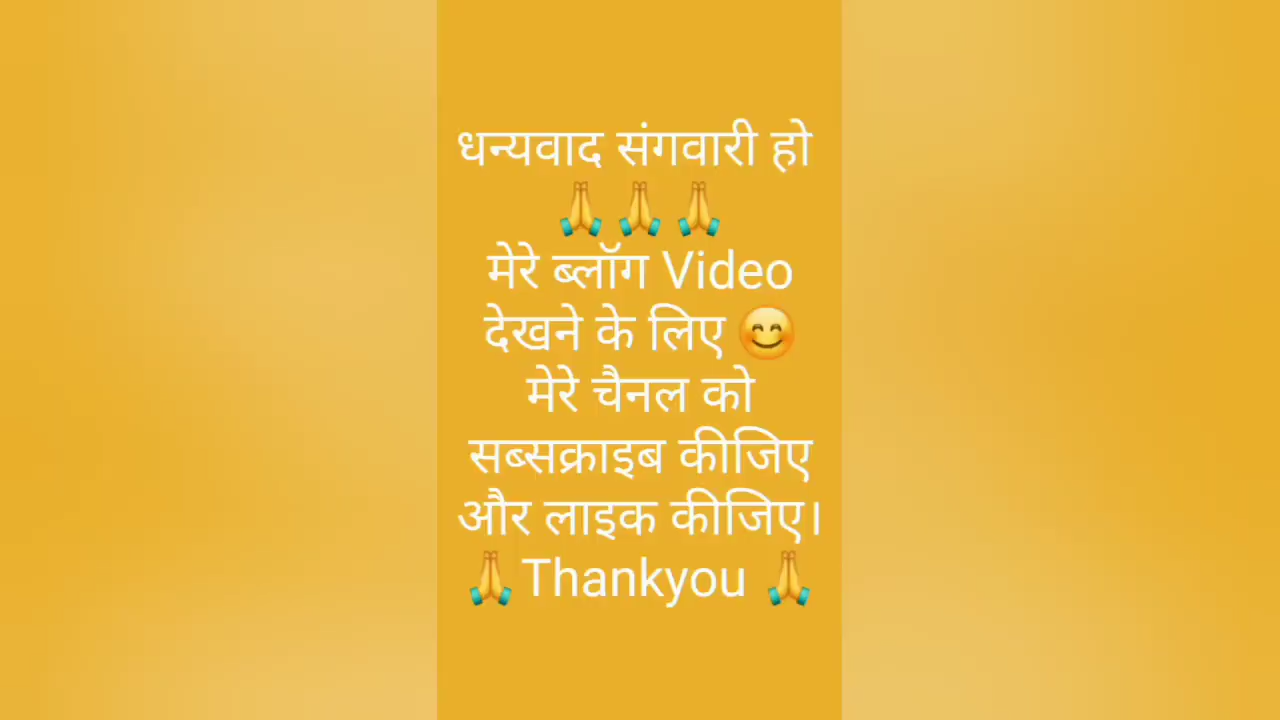 धन्यवाद संगवारी हो
🙏🙏🙏
मेरे ब्लॉग Video
देखने के लिए 😊
मेरे चैनल को
सब्सक्राइब कीजिए
और लाइक कीजिए।
🙏Thankyou 🙏